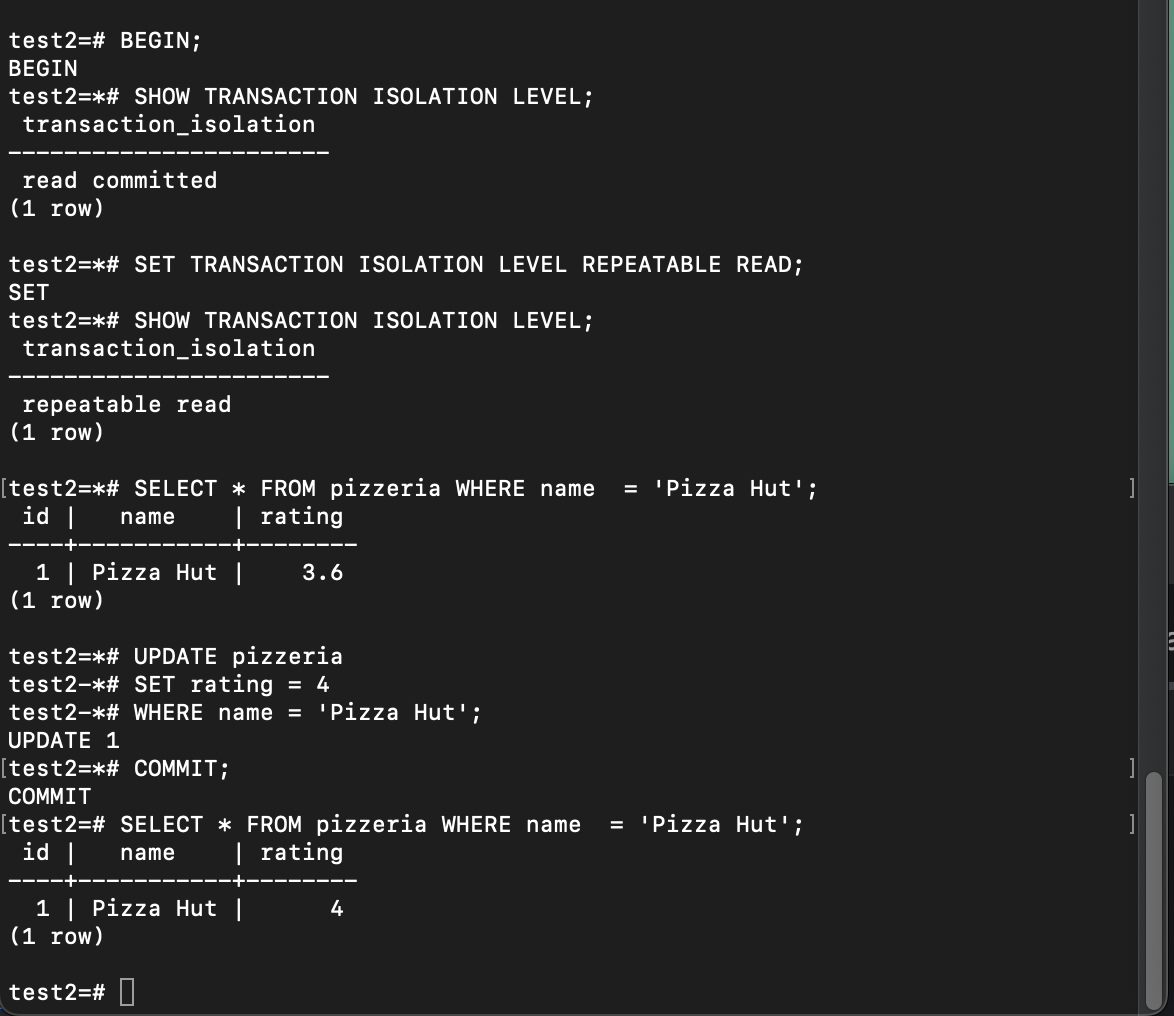 test2=# BEGIN;
BEGIN
test2=*# SHOW TRANSACTION ISOLATION LEVEL;
 transaction_isolation
-----------------------
 read committed
(1 row)

test2=*# SET TRANSACTION ISOLATION LEVEL REPEATABLE READ;
SET
test2=*# SHOW TRANSACTION ISOLATION LEVEL;
 transaction_isolation
-----------------------
 repeatable read
(1 row)

[test2=*# SELECT * FROM pizzeria WHERE name  = 'Pizza Hut'; ]
 id |   name    | rating
----+-----------+--------
  1 | Pizza Hut |    3.6
(1 row)

test2=*# UPDATE pizzeria
test2-*# SET rating = 4
test2-*# WHERE name = 'Pizza Hut';
UPDATE 1
[test2=*# COMMIT; ]
COMMIT
[test2=# SELECT * FROM pizzeria WHERE name  = 'Pizza Hut'; ]
 id |   name    | rating
----+-----------+--------
  1 | Pizza Hut |      4
(1 row)

test2=#